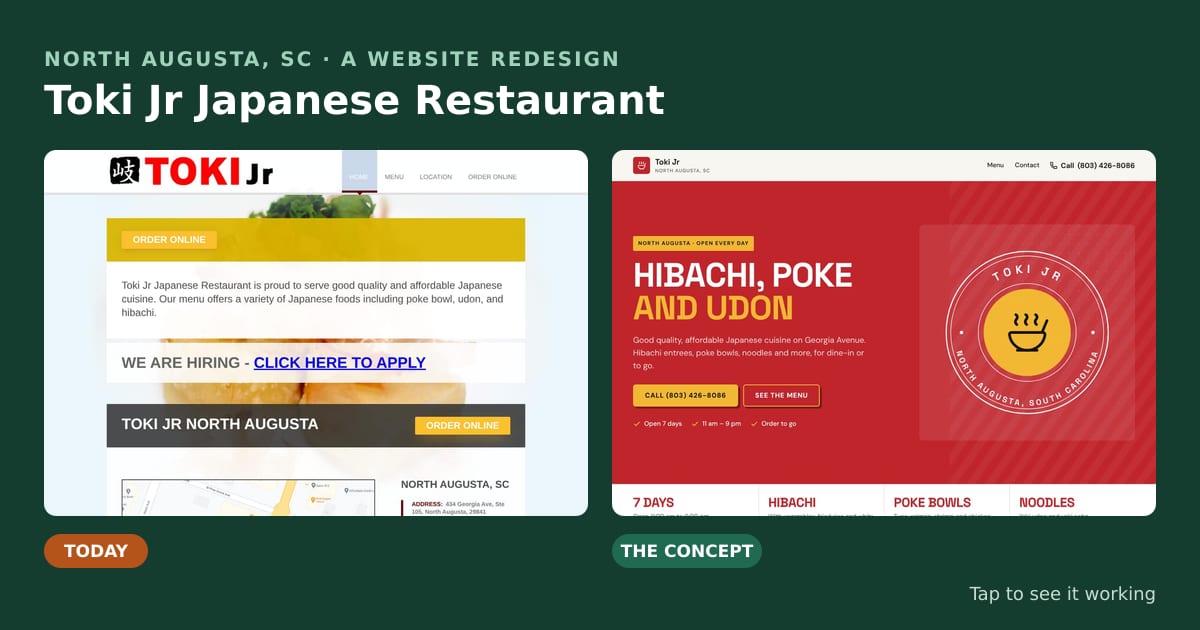 NORTH AUGUSTA, SC · A WEBSITE REDESIGN
Toki Jr Japanese Restaurant
岐 TOKI Jr
HOME MENU LOCATION ORDER ONLINE
ORDER ONLINE
Toki Jr Japanese Restaurant is proud to serve good quality and affordable Japanese
cuisine. Our menu offers a variety of Japanese foods including poke bowl, udon, and
hibachi.
WE ARE HIRING - CLICK HERE TO APPLY
TOKI JR NORTH AUGUSTA
ORDER ONLINE
NORTH AUGUSTA, SC
ADDRESS: 434 Georgia Ave, Ste
105, North Augusta, 29841
TODAY
Toki Jr
NORTH AUGUSTA, SC
Menu Contact Call (803) 426-8086
NORTH AUGUSTA · OPEN EVERY DAY
HIBACHI, POKE
AND UDON
Good quality, affordable Japanese cuisine on Georgia Avenue.
Hibachi entrees, poke bowls, noodles and more, for dine-in or
to go.
CALL (803) 426-8086
SEE THE MENU
Open 7 days
11 am – 9 pm
Order to go
TOKI JR
NORTH AUGUSTA, SOUTH CAROLINA
7 DAYS
HIBACHI
POKE BOWLS
NOODLES
THE CONCEPT
Tap to see it working